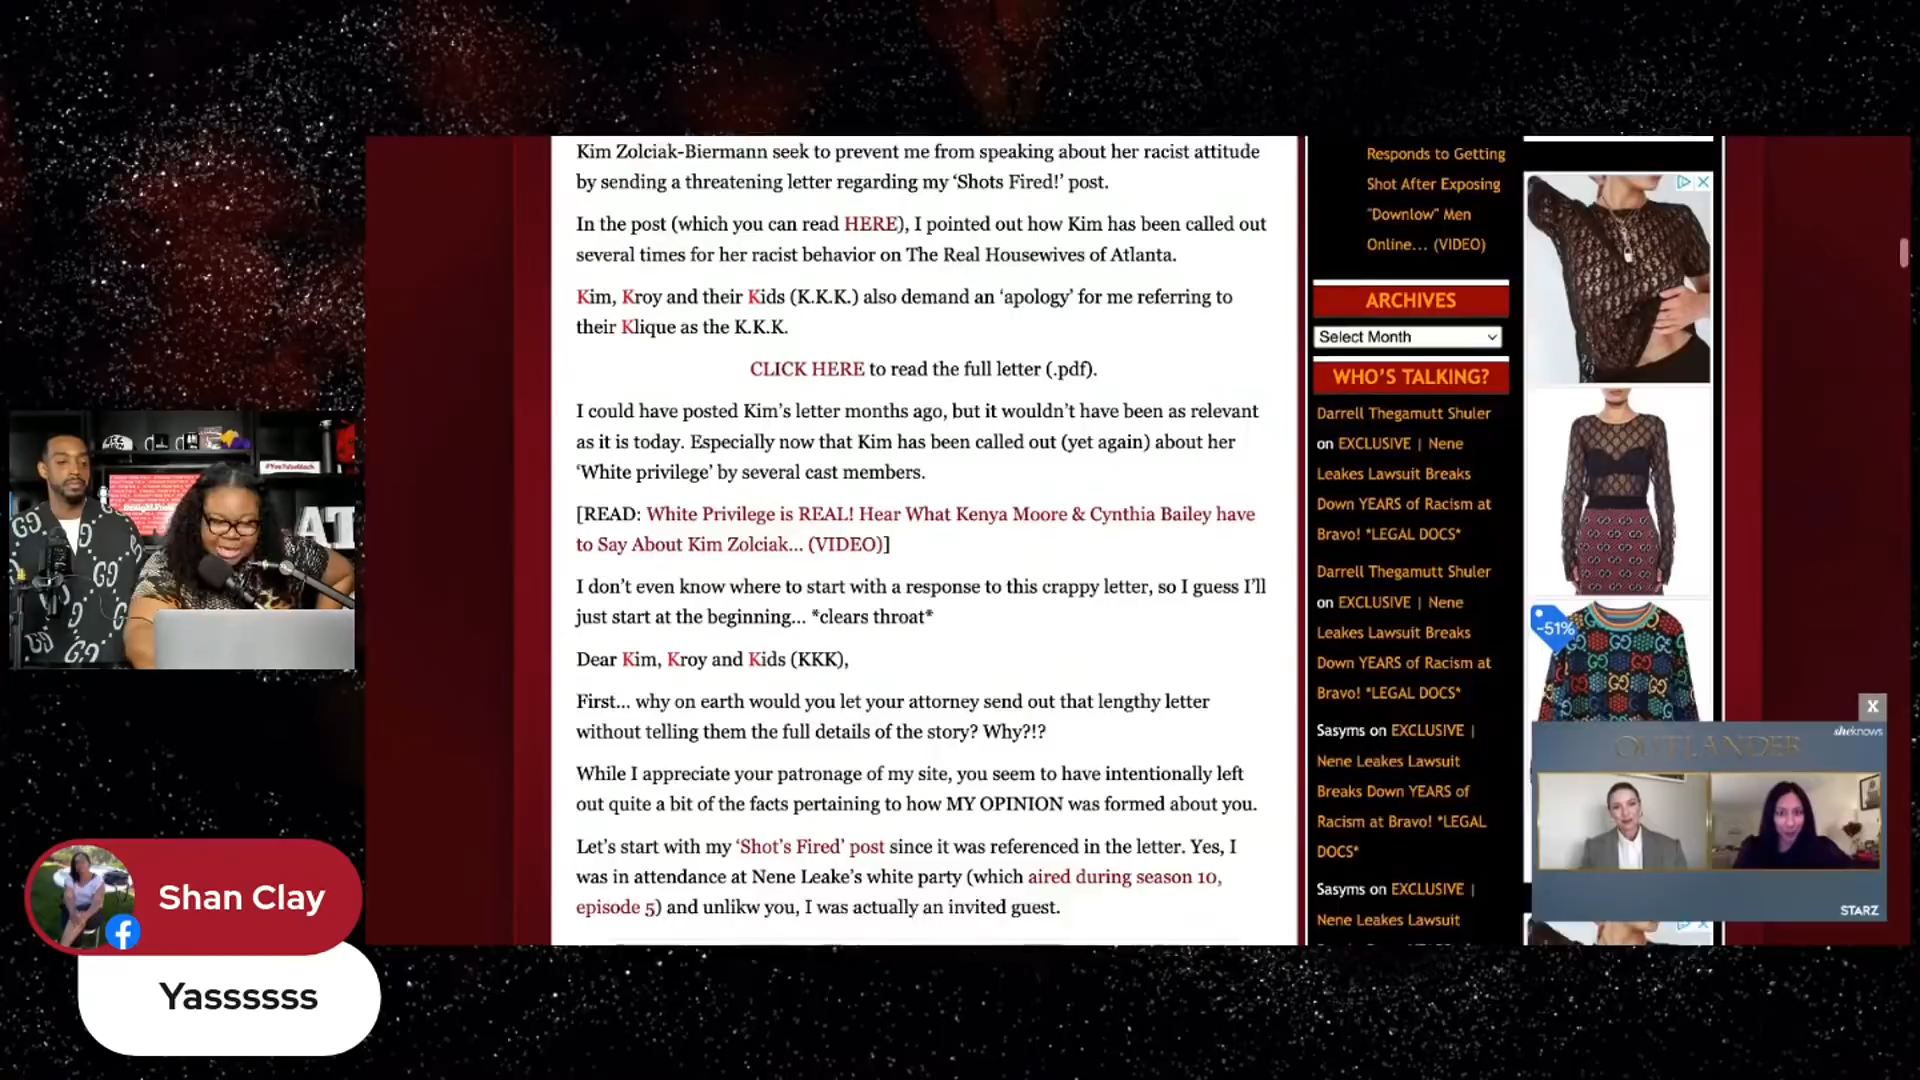 Kim Zolciak-Biermann seek to prevent me from speaking about her racist attitude
by sending a threatening letter regarding my ‘Shots Fired!’ post.
In the post (which you can read HERE), I pointed out how Kim has been called out
several times for her racist behavior on The Real Housewives of Atlanta.
Kim, Kroy and their Kids (K.K.K.) also demand an ‘apology’ for me referring to
their Klique as the K.K.K.
CLICK HERE to read the full letter (.pdf).
I could have posted Kim’s letter months ago, but it wouldn’t have been as relevant
as it is today. Especially now that Kim has been called out (yet again) about her
‘White privilege’ by several cast members.
[READ: White Privilege is REAL! Hear What Kenya Moore & Cynthia Bailey have
to Say About Kim Zolciak... (VIDEO)]
I don’t even know where to start with a response to this crappy letter, so I guess I’ll
just start at the beginning... *clears throat*
Dear Kim, Kroy and Kids (KKK),
First... why on earth would you let your attorney send out that lengthy letter
without telling them the full details of the story? Why?!?
While I appreciate your patronage of my site, you seem to have intentionally left
out quite a bit of the facts pertaining to how MY OPINION was formed about you.
Let’s start with my ‘Shot’s Fired’ post since it was referenced in the letter. Yes, I
was in attendance at Nene Leake’s white party (which aired during season 10,
episode 5) and unlikw you, I was actually an invited guest.
Responds to Getting
Shot After Exposing
"Downlow" Men
Online... (VIDEO)
ARCHIVES
Select Month
WHO’S TALKING?
Darrell Thegamutt Shuler
on EXCLUSIVE | Nene
Leakes Lawsuit Breaks
Down YEARS of Racism at
Bravo! *LEGAL DOCS*
Darrell Thegamutt Shuler
on EXCLUSIVE | Nene
Leakes Lawsuit Breaks
Down YEARS of Racism at
Bravo! *LEGAL DOCS*
Sasyms on EXCLUSIVE |
Nene Leakes Lawsuit
Breaks Down YEARS of
Racism at Bravo! *LEGAL
DOCS*
Sasyms on EXCLUSIVE |
Nene Leakes Lawsuit
-51%
X
sheknows
OUTLANDER
STARZ
#YouTubeBlack
AT
Shan Clay
Yassssss